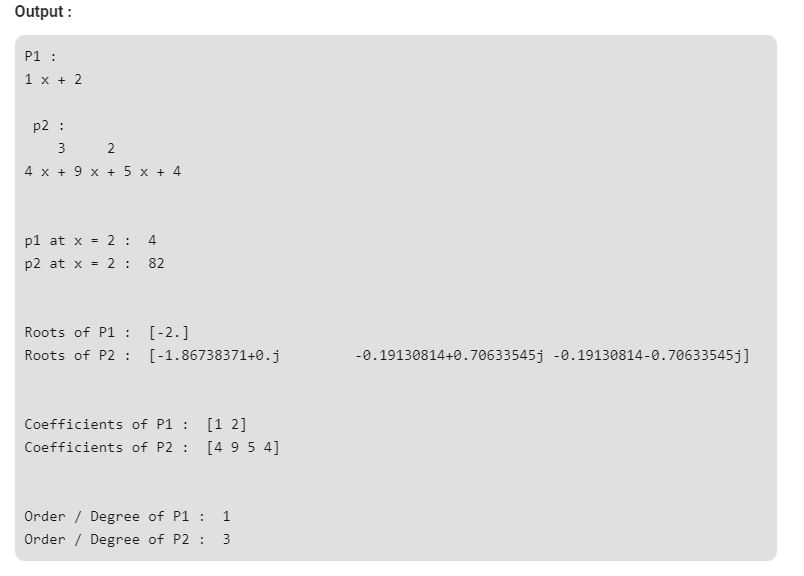 Output :
P1 :
1 x + 2
p2 :
3     2
4 x + 9 x + 5 x + 4
p1 at x = 2 :  4
p2 at x = 2 :  82
Roots of P1 :  [-2.]
Roots of P2 :  [-1.86738371+0.j         -0.19130814+0.70633545j -0.19130814-0.70633545j]
Coefficients of P1 :  [1 2]
Coefficients of P2 :  [4 9 5 4]
Order / Degree of P1 :  1
Order / Degree of P2 :  3